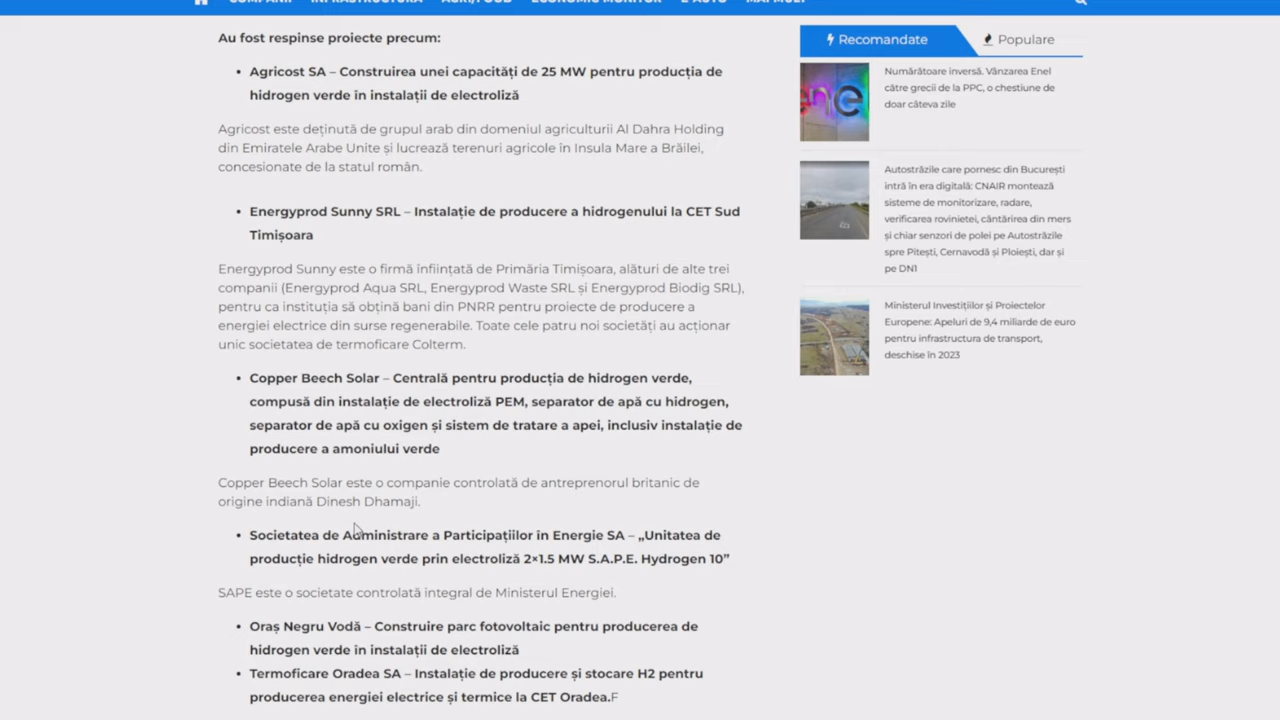 COMPANII INFRASTRUCTURĂ AGRI/FOOD ECONOMIC MONITOR E-AUTO MAI MULT
Au fost respinse proiecte precum:
• Agricost SA – Construirea unei capacități de 25 MW pentru producția de
hidrogen verde în instalații de electroliză
Agricost este deținută de grupul arab din domeniul agriculturii Al Dahra Holding
din Emiratele Arabe Unite și lucrează terenuri agricole în Insula Mare a Brăilei,
concesionate de la statul român.
• Energyprod Sunny SRL – Instalație de producere a hidrogenului la CET Sud
Timișoara
Energyprod Sunny este o firmă înființată de Primăria Timișoara, alături de alte trei
companii (Energyprod Aqua SRL, Energyprod Waste SRL și Energyprod Biodig SRL),
pentru ca instituția să obțină bani din PNRR pentru proiecte de producere a
energiei electrice din surse regenerabile. Toate cele patru noi societăți au acționar
unic societatea de termoficare Colterm.
• Copper Beech Solar – Centrală pentru producția de hidrogen verde,
compusă din instalație de electroliză PEM, separator de apă cu hidrogen,
separator de apă cu oxigen și sistem de tratare a apei, inclusiv instalație de
producere a amoniului verde
Copper Beech Solar este o companie controlată de antreprenorul britanic de
origine indiană Dinesh Dhamaji.
• Societatea de Administrare a Participațiilor în Energie SA – „Unitatea de
producție hidrogen verde prin electroliză 2×1.5 MW S.A.P.E. Hydrogen 10”
SAPE este o societate controlată integral de Ministerul Energiei.
• Oraș Negru Vodă – Construire parc fotovoltaic pentru producerea de
hidrogen verde în instalații de electroliză
• Termoficare Oradea SA – Instalație de producere și stocare H2 pentru
producerea energiei electrice și termice la CET Oradea.F
Recomandate Populare
Numărătoare inversă. Vânzarea Enel
către grecii de la PPC, o chestiune de
doar câteva zile
Autostrăzile care pornesc din București
intră în era digitală: CNAIR montează
sisteme de monitorizare, radare,
verificarea rovinietei, cântărirea din mers
și chiar senzori de polei pe Autostrăzile
spre Pitești, Cernavodă și Ploiești, dar și
pe DN1
Ministerul Investițiilor și Proiectelor
Europene: Apeluri de 9,4 miliarde de euro
pentru infrastructura de transport,
deschise în 2023